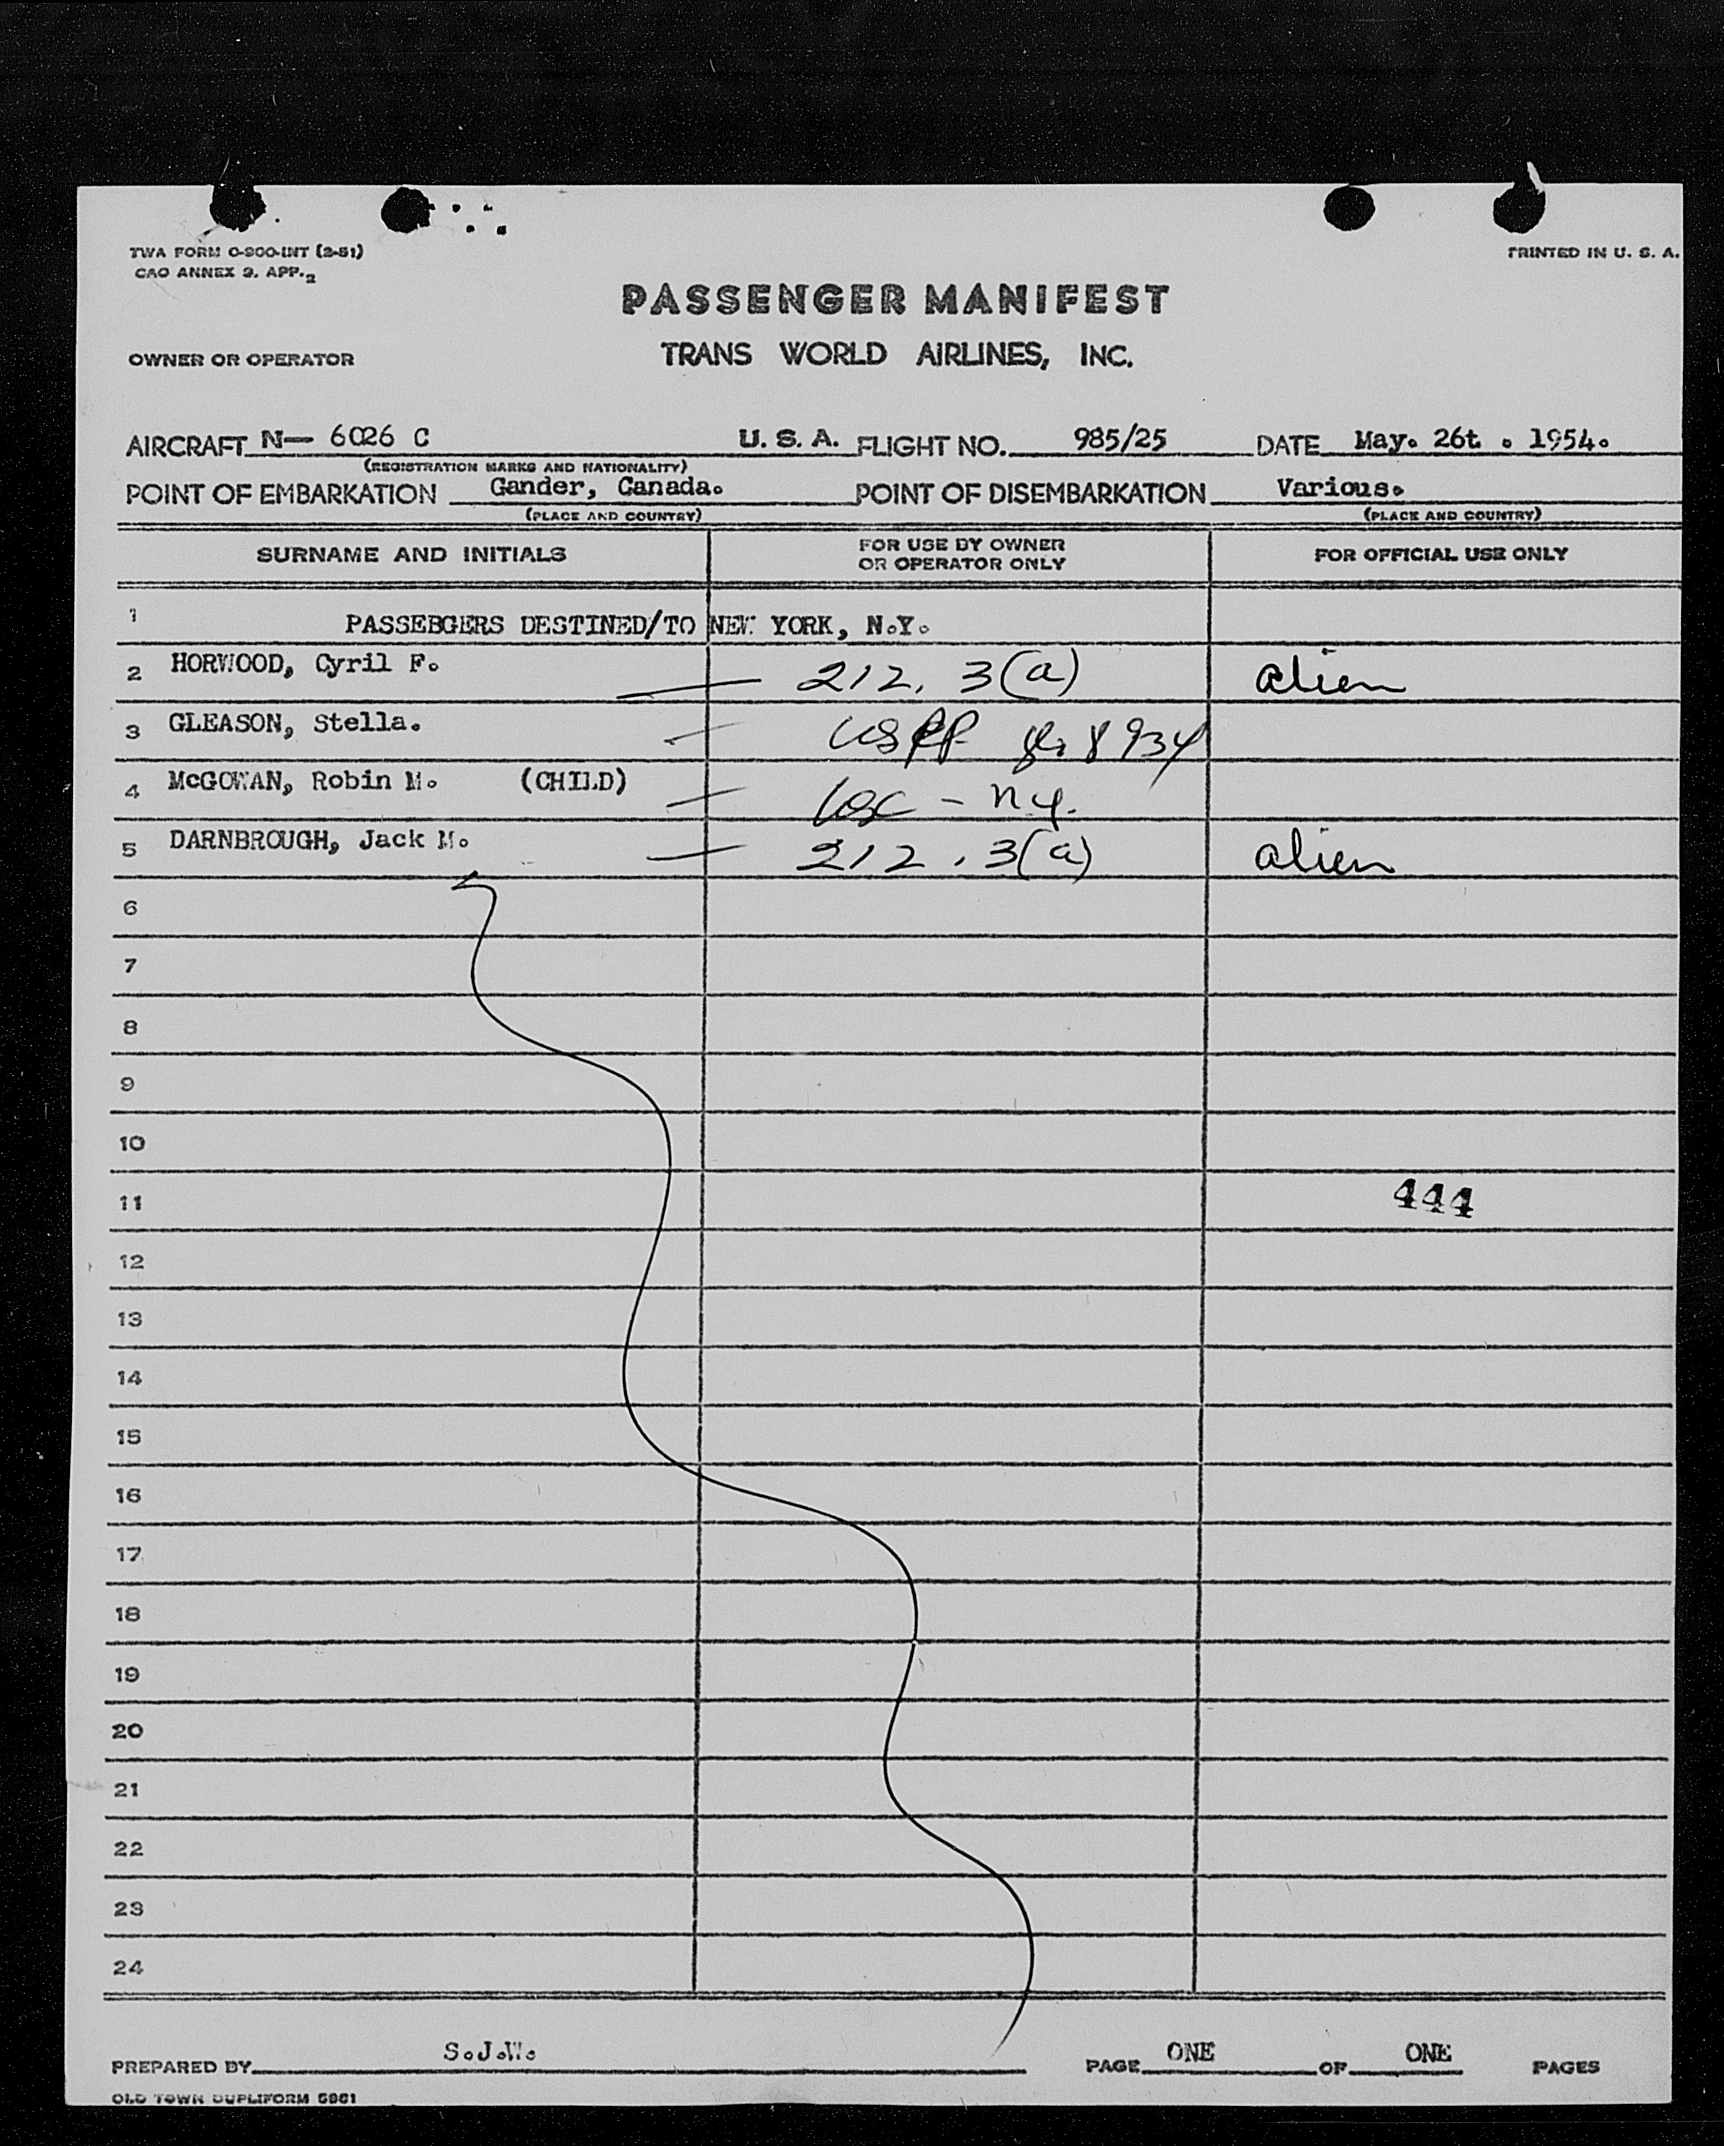 TWA FORM O-900-INT (2-51)
CAO ANNEX 9. APP. 2
PRINTED IN U. S. A.
PASSENGER MANIFEST
OWNER OR OPERATOR
TRANS WORLD AIRLINES, INC.
AIRCRAFT N— 6026 C U. S. A. FLIGHT NO. 985/25 DATE May. 26t . 1954.
(REGISTRATION MARKS AND NATIONALITY)
POINT OF EMBARKATION Gander, Canada. POINT OF DISEMBARKATION Various.
(PLACE AND COUNTRY) (PLACE AND COUNTRY)
SURNAME AND INITIALS FOR USE BY OWNER OR OPERATOR ONLY FOR OFFICIAL USE ONLY
1 PASSEBGERS DESTINED/TO NEW YORK, N.Y.
2 HORWOOD, Cyril F. — 212. 3(a) alien
3 GLEASON, Stella. — USPP
4 McGOWAN, Robin M. (CHILD) — USC - N.Y.
5 DARNBROUGH, Jack M. — 212. 3(a) alien
6
7
8
9
10
11 444
12
13
14
15
16
17
18
19
20
21
22
23
24
PREPARED BY S.J.W. PAGE ONE OF ONE PAGES
OLD TOWN DUPLIFORM 5861